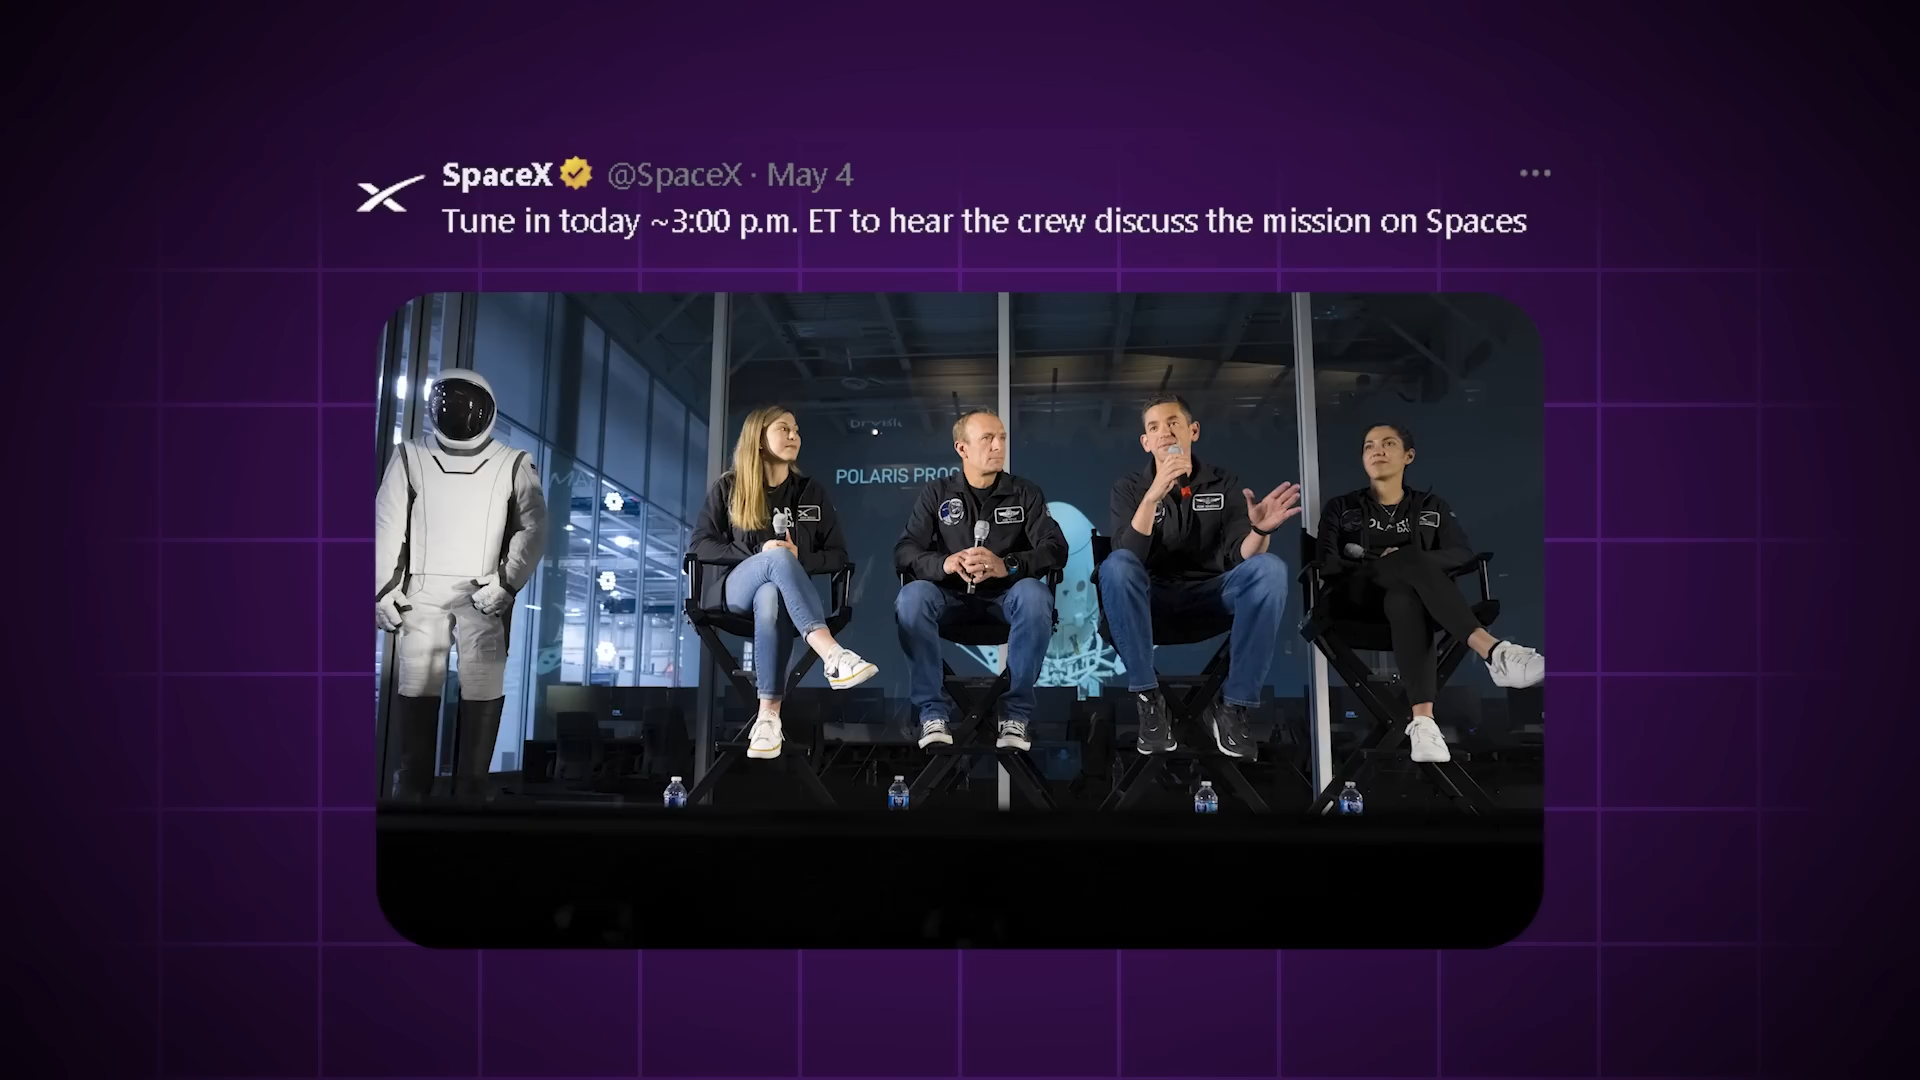 SpaceX @SpaceX · May 4
Tune in today ~3:00 p.m. ET to hear the crew discuss the mission on Spaces
POLARIS PROG